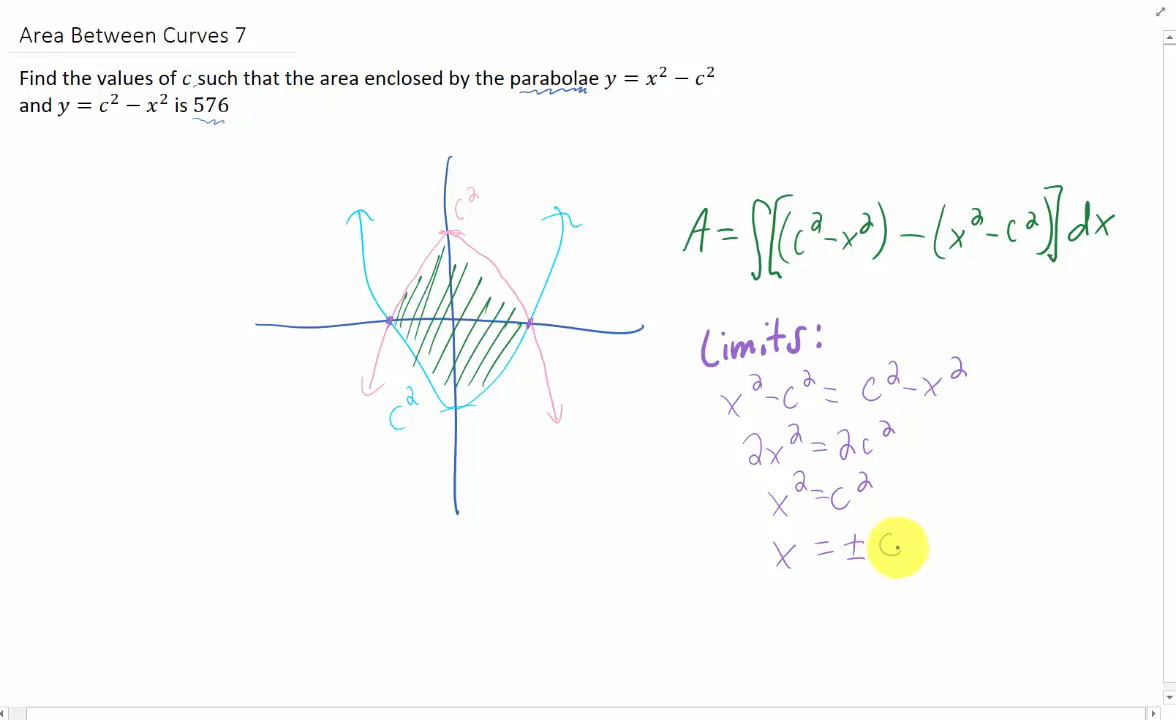 Area Between Curves 7
Find the values of c such that the area enclosed by the parabolae y = x² − c²
and y = c² − x² is 576
c²
c²
A = ∫[(c² − x²) − (x² − c²)] dx
Limits:
x² − c² = c² − x²
2x² = 2c²
x² = c²
x = ± c